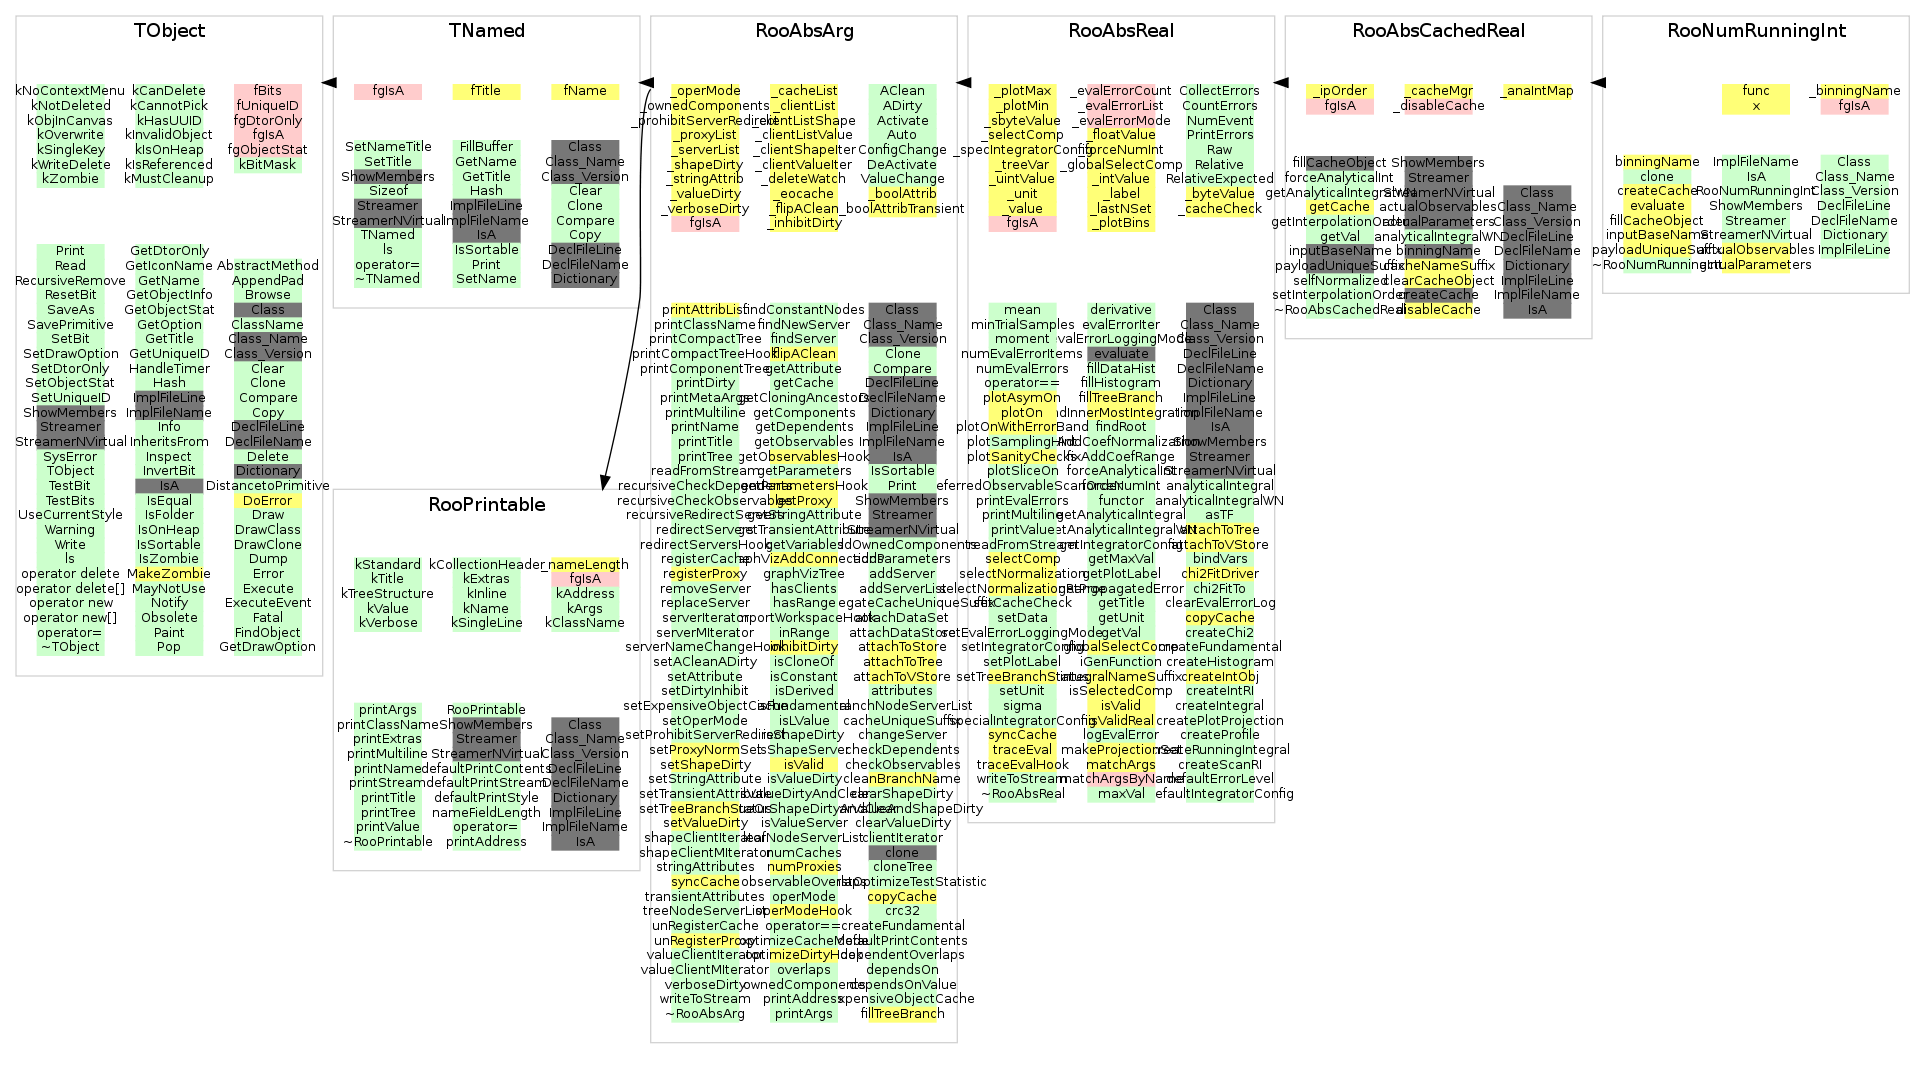 TObject
kNoContextMenu
kNotDeleted
kObjInCanvas
kOverwrite
kSingleKey
kWriteDelete
kZombie
kCanDelete
kCannotPick
kHasUUID
kInvalidObject
kIsOnHeap
kIsReferenced
kMustCleanup
fBits
fUniqueID
fgDtorOnly
fgIsA
fgObjectStat
kBitMask
Print
Read
RecursiveRemove
ResetBit
SaveAs
SavePrimitive
SetBit
SetDrawOption
SetDtorOnly
SetObjectStat
SetUniqueID
ShowMembers
Streamer
StreamerNVirtual
SysError
TObject
TestBit
TestBits
UseCurrentStyle
Warning
Write
ls
operator delete
operator delete[]
operator new
operator new[]
operator=
~TObject
GetDtorOnly
GetIconName
GetName
GetObjectInfo
GetObjectStat
GetOption
GetTitle
GetUniqueID
HandleTimer
Hash
ImplFileLine
ImplFileName
Info
InheritsFrom
Inspect
InvertBit
IsA
IsEqual
IsFolder
IsOnHeap
IsSortable
IsZombie
MakeZombie
MayNotUse
Notify
Obsolete
Paint
Pop
AbstractMethod
AppendPad
Browse
Class
ClassName
Class_Name
Class_Version
Clear
Clone
Compare
Copy
DeclFileLine
DeclFileName
Delete
Dictionary
DistancetoPrimitive
DoError
Draw
DrawClass
DrawClone
Dump
Error
Execute
ExecuteEvent
Fatal
FindObject
GetDrawOption
TNamed
fgIsA
fTitle
fName
SetNameTitle
SetTitle
ShowMembers
Sizeof
Streamer
StreamerNVirtual
TNamed
ls
operator=
~TNamed
FillBuffer
GetName
GetTitle
Hash
ImplFileLine
ImplFileName
IsA
IsSortable
Print
SetName
Class
Class_Name
Class_Version
Clear
Clone
Compare
Copy
DeclFileLine
DeclFileName
Dictionary
RooPrintable
kStandard
kTitle
kTreeStructure
kValue
kVerbose
kCollectionHeader
kExtras
kInline
kName
kSingleLine
_nameLength
fgIsA
kAddress
kArgs
kClassName
printArgs
printClassName
printExtras
printMultiline
printName
printStream
printTitle
printTree
printValue
~RooPrintable
RooPrintable
ShowMembers
Streamer
StreamerNVirtual
defaultPrintContents
defaultPrintStream
defaultPrintStyle
nameFieldLength
operator=
printAddress
Class
Class_Name
Class_Version
DeclFileLine
DeclFileName
Dictionary
ImplFileLine
ImplFileName
IsA
RooAbsArg
_operMode
_ownedComponents
_prohibitServerRedirect
_proxyList
_serverList
_shapeDirty
_stringAttrib
_valueDirty
_verboseDirty
fgIsA
_cacheList
_clientList
_clientListShape
_clientListValue
_clientShapeIter
_clientValueIter
_deleteWatch
_eocache
_flipAClean
_inhibitDirty
AClean
ADirty
Activate
Auto
ConfigChange
DeActivate
ValueChange
_boolAttrib
_boolAttribTransient
printAttribList
printClassName
printCompactTree
printCompactTreeHook
printComponentTree
printDirty
printMetaArgs
printMultiline
printName
printTitle
printTree
readFromStream
recursiveCheckDependents
recursiveCheckObservables
recursiveRedirectServers
redirectServers
redirectServersHook
registerCache
registerProxy
removeServer
replaceServer
serverIterator
serverMIterator
serverNameChangeHook
setACleanADirty
setAttribute
setDirtyInhibit
setExpensiveObjectCache
setOperMode
setProhibitServerRedirect
setProxyNormSet
setShapeDirty
setStringAttribute
setTransientAttribute
setTreeBranchStatus
setValueDirty
shapeClientIterator
shapeClientMIterator
stringAttributes
syncCache
transientAttributes
treeNodeServerList
unRegisterCache
unRegisterProxy
valueClientIterator
valueClientMIterator
verboseDirty
writeToStream
~RooAbsArg
findConstantNodes
findNewServer
findServer
flipAClean
getAttribute
getCache
getCloningAncestors
getComponents
getDependents
getObservables
getObservablesHook
getParameters
getParametersHook
getProxy
getStringAttribute
getTransientAttribute
getVariables
graphVizAddConnections
graphVizTree
hasClients
hasRange
importWorkspaceHook
inRange
inhibitDirty
isCloneOf
isConstant
isDerived
isFundamental
isLValue
isShapeDirty
isShapeServer
isValid
isValueDirty
isValueDirtyAndClear
isValueServer
leafNodeServerList
numCaches
numProxies
observableOverlaps
operMode
operModeHook
operator==
optimizeCacheMode
optimizeDirtyHook
overlaps
ownedComponents
printAddress
printArgs
Class
Class_Name
Class_Version
Clone
Compare
DeclFileLine
DeclFileName
Dictionary
ImplFileLine
ImplFileName
IsA
IsSortable
Print
ShowMembers
Streamer
StreamerNVirtual
addOwnedComponents
addParameters
addServer
addServerList
aggregateCacheUniqueSuffix
attachDataSet
attachDataStore
attachToStore
attachToTree
attachToVStore
attributes
branchNodeServerList
cacheUniqueSuffix
changeServer
checkDependents
checkObservables
cleanBranchName
clearShapeDirty
clearValueAndShapeDirty
clearValueDirty
clientIterator
clone
cloneTree
copyCache
crc32
createFundamental
defaultPrintContents
dependentOverlaps
dependsOn
dependsOnValue
expensiveObjectCache
fillTreeBranch
RooAbsReal
_plotMax
_plotMin
_sbyteValue
_selectComp
_specIntegratorConfig
_treeVar
_uintValue
_unit
_value
fgIsA
_evalErrorCount
_evalErrorList
_evalErrorMode
_floatValue
_forceNumInt
_globalSelectComp
_intValue
_label
_lastNSet
_plotBins
CollectErrors
CountErrors
NumEvent
PrintErrors
Raw
Relative
RelativeExpected
_byteValue
_cacheCheck
mean
minTrialSamples
moment
numEvalErrorItems
numEvalErrors
operator==
plotAsymOn
plotOn
plotOnWithErrorBand
plotSamplingHint
plotSanityChecks
plotSliceOn
preferredObservableScanOrder
printEvalErrors
printMultiline
printValue
readFromStream
selectComp
selectNormalization
selectNormalizationRange
setCacheCheck
setData
setEvalErrorLoggingMode
setIntegratorConfig
setPlotLabel
setTreeBranchStatus
setUnit
sigma
specialIntegratorConfig
syncCache
traceEval
traceEvalHook
writeToStream
~RooAbsReal
derivative
evalErrorIter
evalErrorLoggingMode
evaluate
fillDataHist
fillHistogram
fillTreeBranch
findInnerMostIntegration
findRoot
fixAddCoefNormalization
fixAddCoefRange
forceAnalyticalInt
forceNumInt
functor
getAnalyticalIntegral
getAnalyticalIntegralWN
getIntegratorConfig
getMaxVal
getPlotLabel
getPropagatedError
getTitle
getUnit
getVal
globalSelectComp
iGenFunction
integralNameSuffix
isSelectedComp
isValid
isValidReal
logEvalError
makeProjectionSet
matchArgs
matchArgsByName
maxVal
Class
Class_Name
Class_Version
DeclFileLine
DeclFileName
Dictionary
ImplFileLine
ImplFileName
IsA
ShowMembers
Streamer
StreamerNVirtual
analyticalIntegral
analyticalIntegralWN
asTF
attachToTree
attachToVStore
bindVars
chi2FitDriver
chi2FitTo
clearEvalErrorLog
copyCache
createChi2
createFundamental
createHistogram
createIntObj
createIntRI
createIntegral
createPlotProjection
createProfile
createRunningIntegral
createScanRI
defaultErrorLevel
defaultIntegratorConfig
RooAbsCachedReal
_ipOrder
fgIsA
_cacheMgr
_disableCache
_anaIntMap
fillCacheObject
forceAnalyticalInt
getAnalyticalIntegralWN
getCache
getInterpolationOrder
getVal
inputBaseName
payloadUniqueSuffix
selfNormalized
setInterpolationOrder
~RooAbsCachedReal
ShowMembers
Streamer
StreamerNVirtual
actualObservables
actualParameters
analyticalIntegralWN
binningName
cacheNameSuffix
clearCacheObject
createCache
disableCache
Class
Class_Name
Class_Version
DeclFileLine
DeclFileName
Dictionary
ImplFileLine
ImplFileName
IsA
RooNumRunningInt
func
x
_binningName
fgIsA
binningName
clone
createCache
evaluate
fillCacheObject
inputBaseName
payloadUniqueSuffix
~RooNumRunningInt
ImplFileName
IsA
RooNumRunningInt
ShowMembers
Streamer
StreamerNVirtual
actualObservables
actualParameters
Class
Class_Name
Class_Version
DeclFileLine
DeclFileName
Dictionary
ImplFileLine